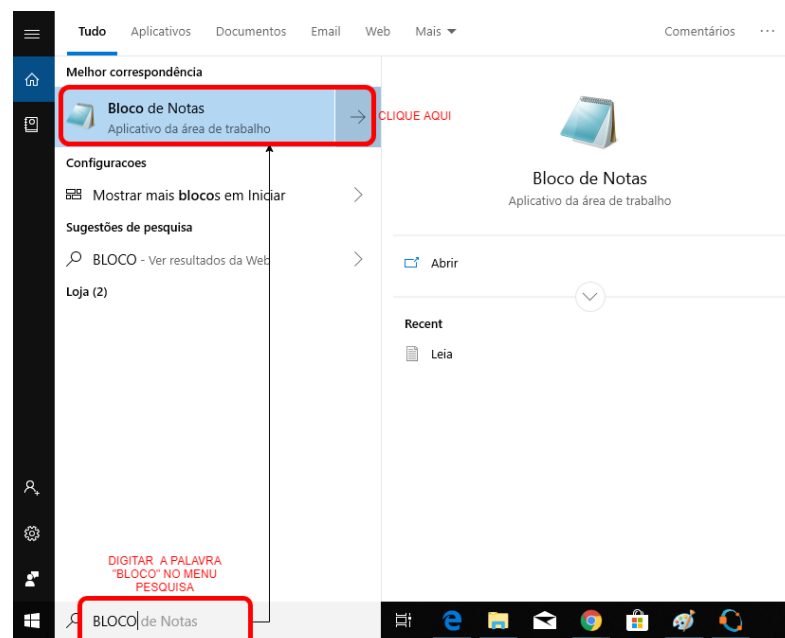 Tudo Aplicativos Documentos Email Web Mais Comentários ...
Melhor correspondência
Bloco de Notas
Aplicativo da área de trabalho
CLIQUE AQUI
Configuracoes
Mostrar mais blocos em Iniciar
Sugestões de pesquisa
BLOCO - Ver resultados da Web
Loja (2)
Bloco de Notas
Aplicativo da área de trabalho
Abrir
Recent
Leia
DIGITAR A PALAVRA
"BLOCO" NO MENU
PESQUISA
BLOCO de Notas